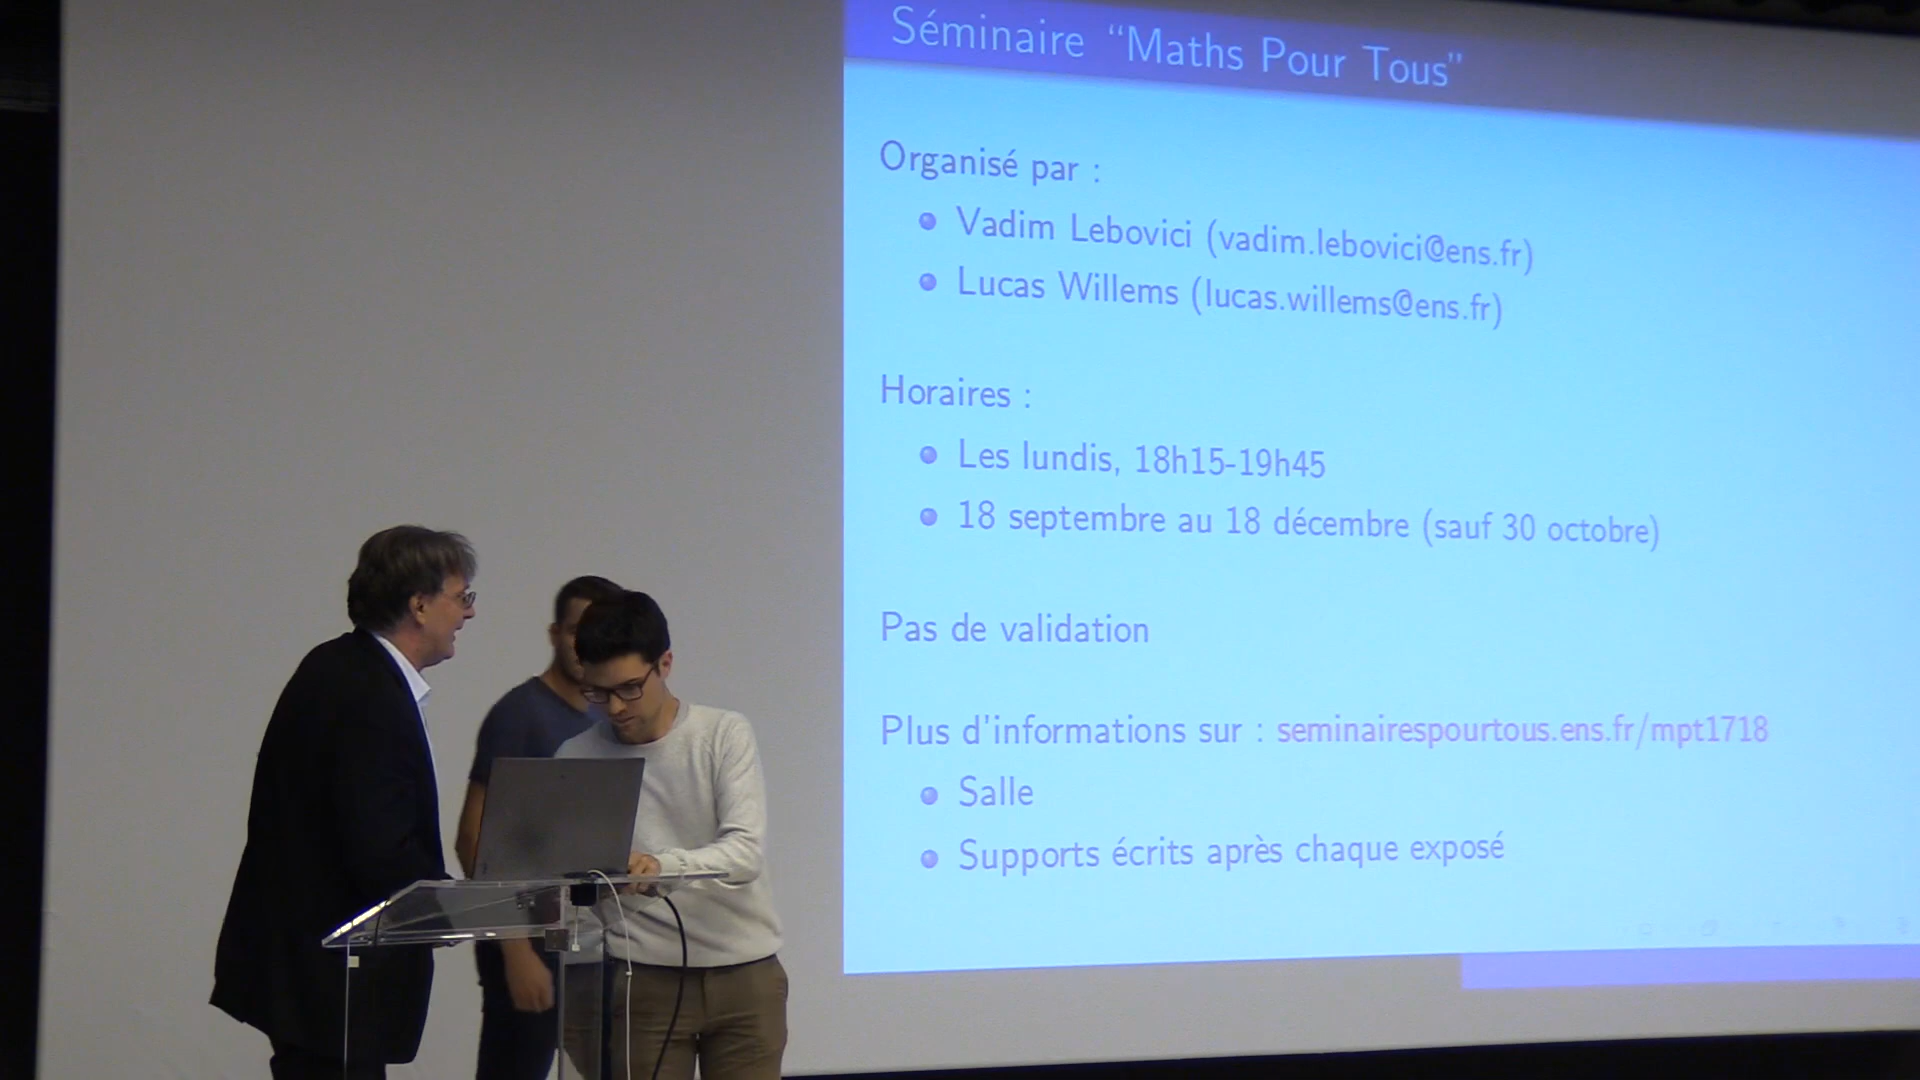 Séminaire “Maths Pour Tous”
Organisé par :
Vadim Lebovici (vadim.lebovici@ens.fr)
Lucas Willems (lucas.willems@ens.fr)
Horaires :
Les lundis, 18h15-19h45
18 septembre au 18 décembre (sauf 30 octobre)
Pas de validation
Plus d'informations sur : seminairespourtous.ens.fr/mpt1718
Salle
Supports écrits après chaque exposé